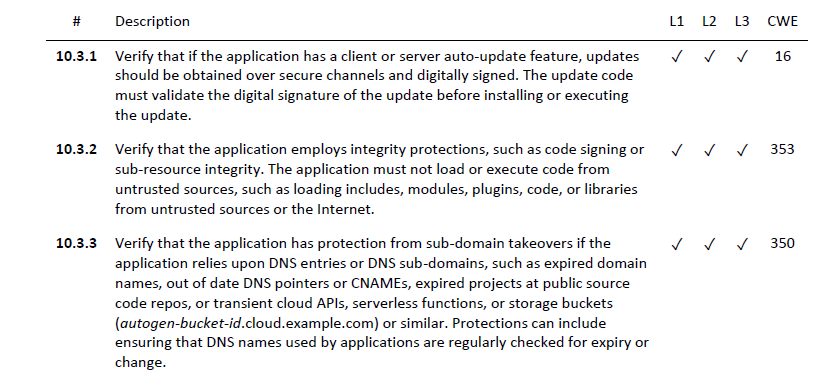 # Description L1 L2 L3 CWE
10.3.1 Verify that if the application has a client or server auto-update feature, updates ✓ ✓ ✓ 16
should be obtained over secure channels and digitally signed. The update code
must validate the digital signature of the update before installing or executing
the update.
10.3.2 Verify that the application employs integrity protections, such as code signing or ✓ ✓ ✓ 353
sub-resource integrity. The application must not load or execute code from
untrusted sources, such as loading includes, modules, plugins, code, or libraries
from untrusted sources or the Internet.
10.3.3 Verify that the application has protection from sub-domain takeovers if the ✓ ✓ ✓ 350
application relies upon DNS entries or DNS sub-domains, such as expired domain
names, out of date DNS pointers or CNAMEs, expired projects at public source
code repos, or transient cloud APIs, serverless functions, or storage buckets
(autogen-bucket-id.cloud.example.com) or similar. Protections can include
ensuring that DNS names used by applications are regularly checked for expiry or
change.